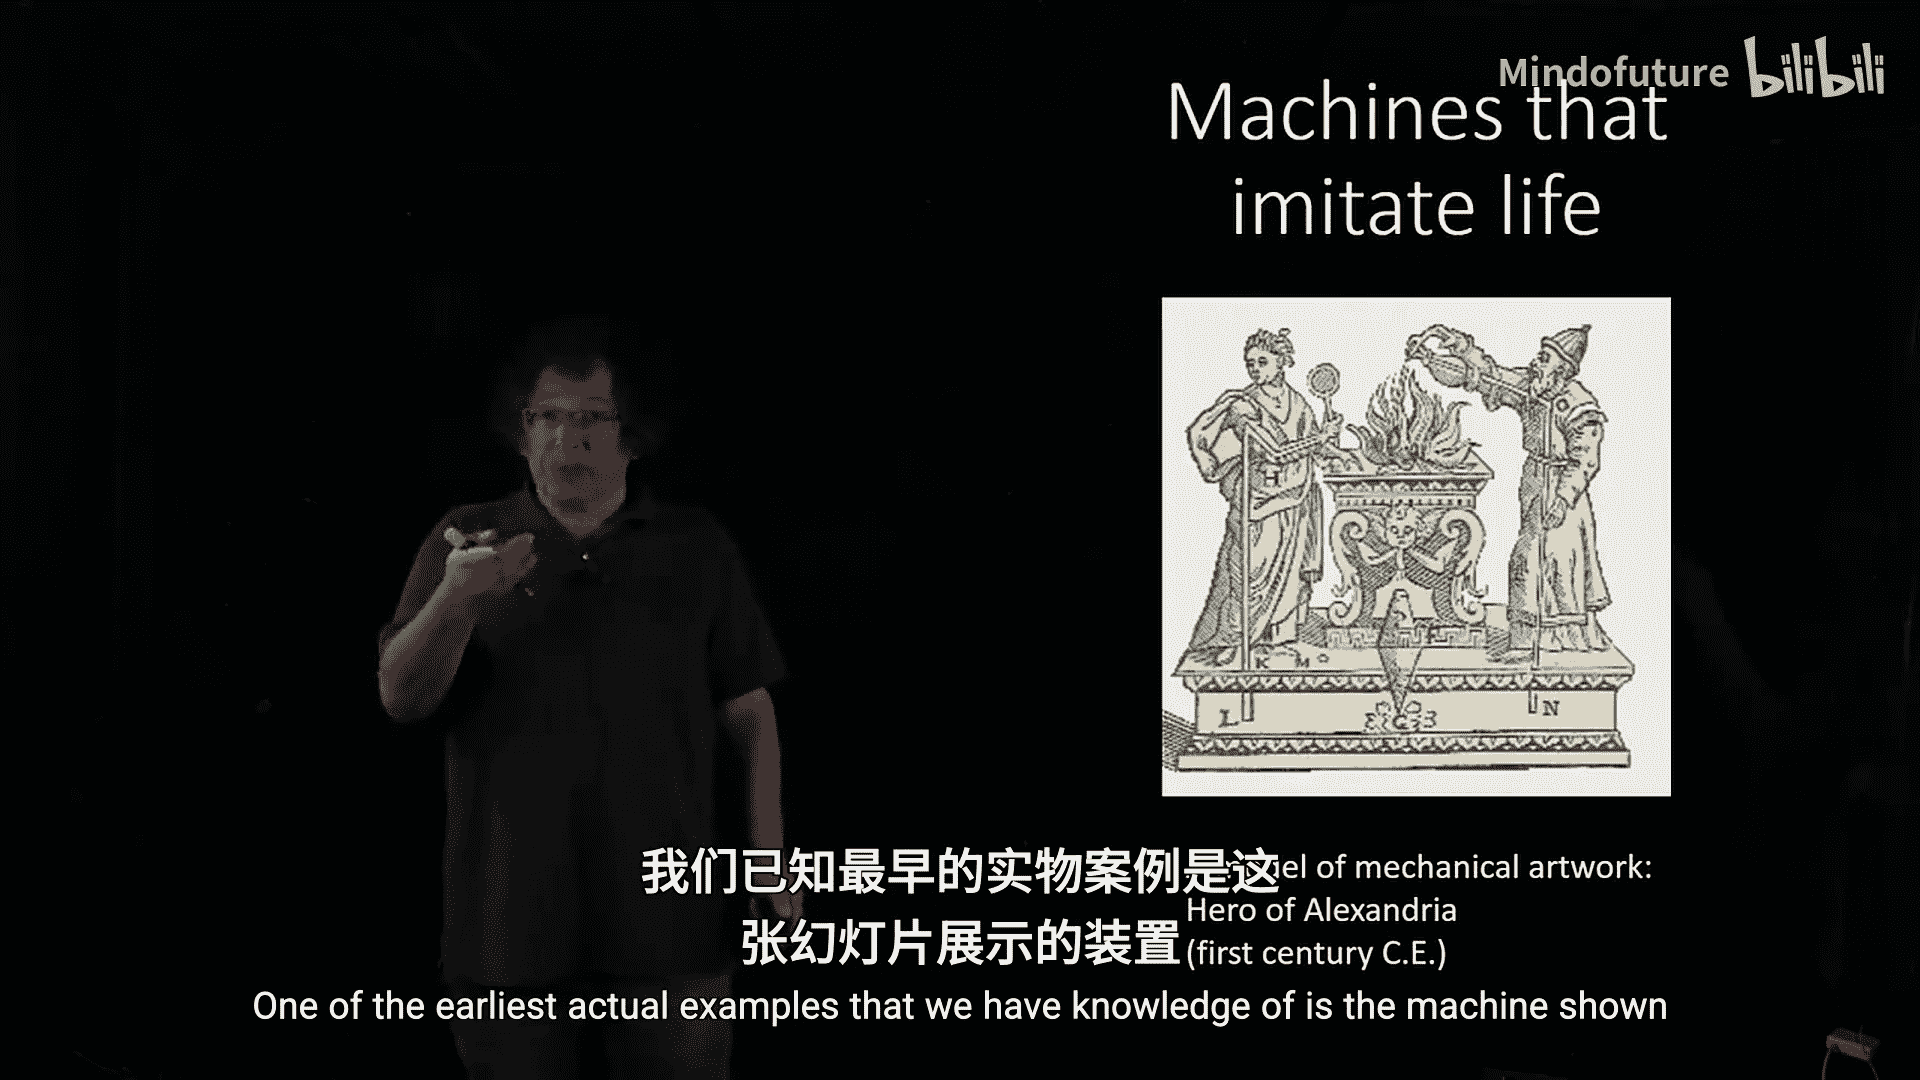 Mindofuture bilibili
Machines that
imitate life
H
K M
L G N
of mechanical artwork:
Hero of Alexandria
(first century C.E.)
我们已知最早的实物案例是这
张幻灯片展示的装置
One of the earliest actual examples that we have knowledge of is the machine shown